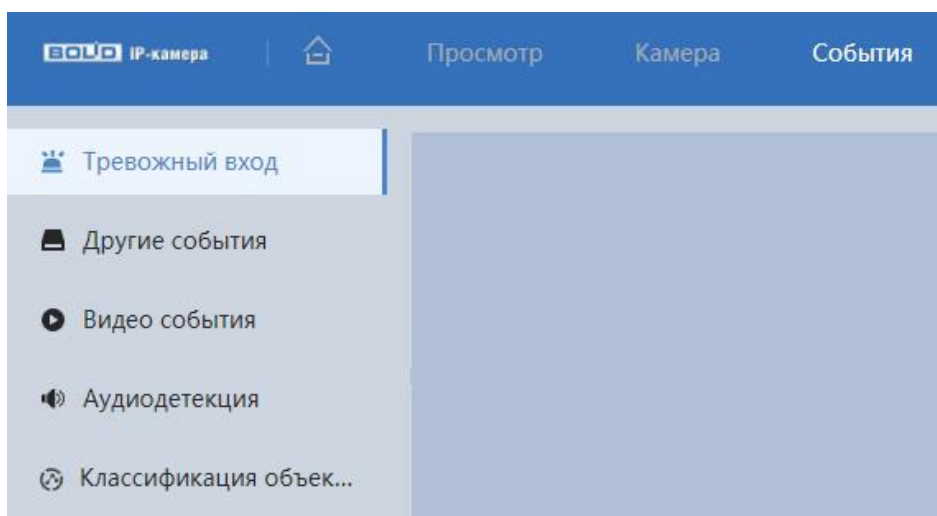 BOLID IP-камера Просмотр Камера События
Тревожный вход
Другие события
Видео события
Аудиодетекция
Классификация объек...